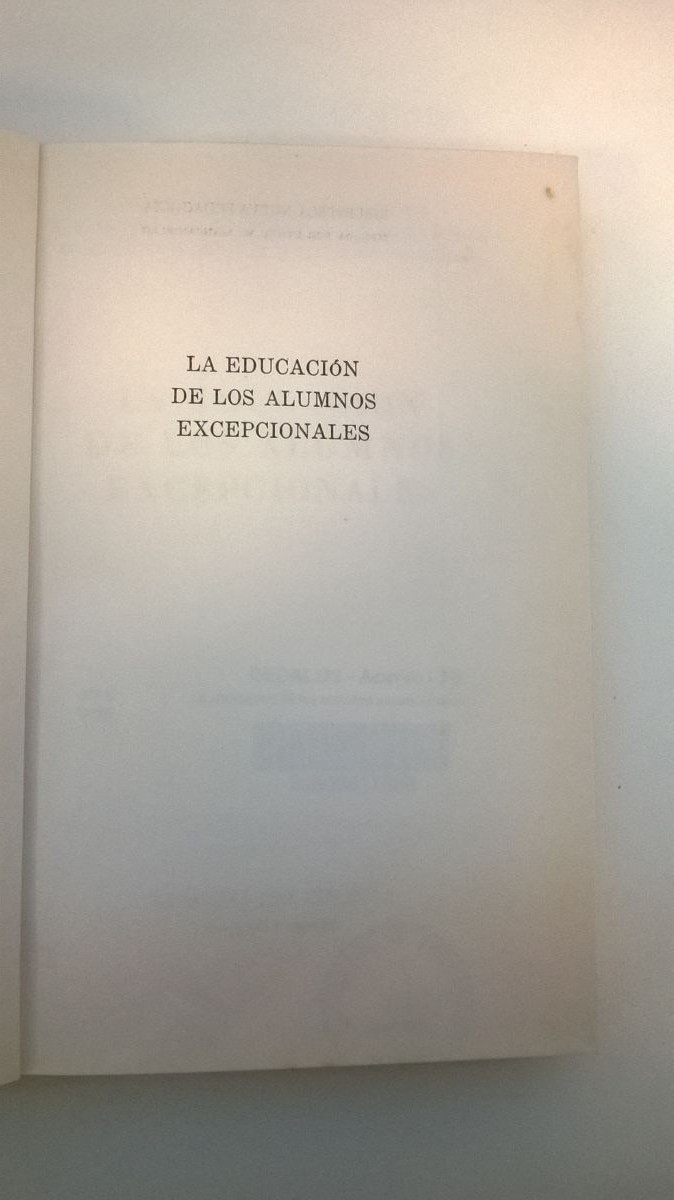 LA EDUCACIóN
DE LOS ALUMNOS
EXCEPCIONALES